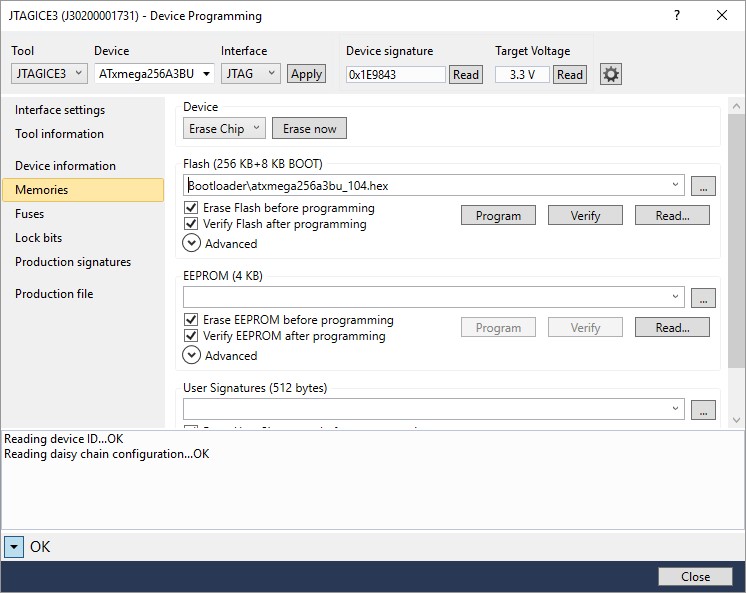 JTAGICE3 (J30200001731) - Device Programming
?
Tool Device Interface Device signature Target Voltage
JTAGICE3 ATxmega256A3BU JTAG Apply 0x1E9843 Read 3.3 V Read
Interface settings
Tool information
Device information
Memories
Fuses
Lock bits
Production signatures
Production file
Device
Erase Chip Erase now
Flash (256 KB+8 KB BOOT)
Bootloader\atxmega256a3bu_104.hex ...
Erase Flash before programming
Verify Flash after programming
Program Verify Read...
Advanced
EEPROM (4 KB)
...
Erase EEPROM before programming
Verify EEPROM after programming
Program Verify Read...
Advanced
User Signatures (512 bytes)
...
Reading device ID...OK
Reading daisy chain configuration...OK
OK
Close